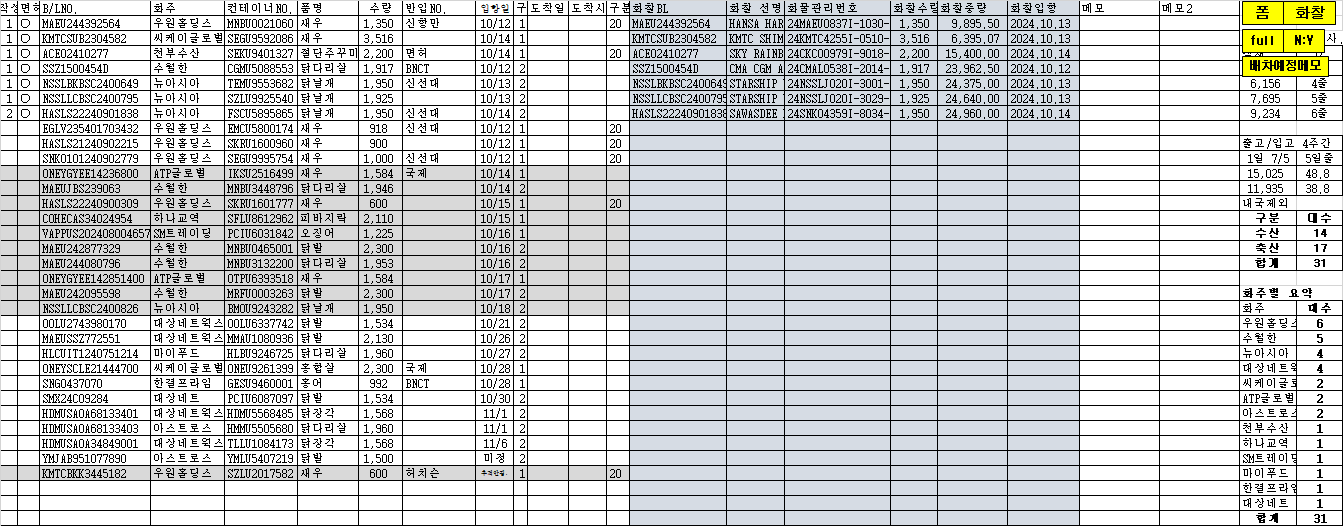 작성 면허 B/LNO. 화주 컨테이너NO. 품명 수량 반입NO. 입항일 구 도착일 도착시 구분 화찰BL 화찰 선명 화물관리번호 화찰수량 화찰중량 화찰입항 메모 메모2 폼 화찰
1 ○ MAEU244392564 우원홀딩스 MNBU0021060 새우 1,350 신항만 10/12 1 20 MAEU244392564 HANSA HAR 24MAEU0837I-1030- 1,350 9,895,50 2024.10.13
1 ○ KMTCSUB2304582 씨케이글로벌 SEGU9592086 새우 3,516 10/14 1 KMTCSUB2304582 KMTC SHIM 24KMTC4255I-0510- 3,516 6,395,07 2024.10.13 full N:Y 사.
1 ○ ACEO2410277 천부수산 SEKU9401327 절단주꾸미 2,200 면허 10/14 1 20 ACEO2410277 SKY RAINB 24CKC00979I-9018- 2,200 15,400.00 2024.10.14
1 ○ SSZ1500454D 수월한 CGMU5088553 닭다리살 1,917 BNCT 10/12 2 SSZ1500454D CMA CGM A 24CMAL0538I-2014- 1,917 23,962,50 2024.10.12 배차예정메모
1 ○ NSSLBKBSC2400649 뉴아시아 TEMU9553682 닭날개 1,950 신선대 10/13 2 NSSLBKBSC2400649 STARSHIP 24NSSLJ020I-3001- 1,950 24,375.00 2024.10.13 6,156 4줄
1 ○ NSSLLCBSC2400795 뉴아시아 SZLU9925540 닭날개 1,925 10/13 2 NSSLLCBSC2400795 STARSHIP 24NSSLJ020I-3029- 1,925 24,640.00 2024.10.13 7,695 5줄
2 ○ HASLS22240901838 뉴아시아 FSCU5895865 닭날개 1,950 신선대 10/14 2 HASLS22240901838 SAWASDEE 24SNKO4359I-8034- 1,950 24,960,00 2024.10.14 9,234 6줄
EGLV235401703432 우원홀딩스 EMCU5800174 새우 918 신선대 10/12 1 20
HASLS21240902215 우원홀딩스 SKRU1600960 새우 900 10/12 1 20 출고/입고 4주간
SNKO101240902779 우원홀딩스 SEGU9995754 새우 1,000 신선대 10/12 1 20 1일 7/5 5일줄
ONEYGYEE14236800 ATP글로벌 IKSU2516499 새우 1,584 국제 10/14 1 15,025 48.8
MAEUJBS239063 수월한 MNBU3448796 닭다리살 1,946 10/14 2 11,935 38.8
HASLS22240900309 우원홀딩스 SKRU1601777 새우 600 10/15 1 20 내국제외
COHECAS34024954 하나교역 SFLU8612962 피바지락 2,110 10/15 1 구분 대수
VAPPUS202408004657 SM트레이딩 PCIU6031842 오징어 1,225 10/16 1 수산 14
MAEU242877329 수월한 MNBU0465001 닭발 2,300 10/16 2 축산 17
MAEU244080796 수월한 MNBU3132200 닭다리살 1,953 10/16 2 합계 31
ONEYGYEE142851400 ATP글로벌 OTPU6393518 새우 1,584 10/17 1
MAEU242095598 수월한 MRFU0003263 닭발 2,300 10/17 2 화주별 요약
NSSLLCBSC2400826 뉴아시아 BMOU9243282 닭날개 1,950 10/18 2 화주 대수
OOLU2743980170 대상네트웍스 OOLU6337742 닭발 1,534 10/21 2 우원홀딩스 6
MAEUSSZ772551 대상네트웍스 MMAU1080936 닭발 2,130 10/26 2 수월한 5
HLCUIT1240751214 마이푸드 HLBU9246725 닭다리살 1,960 10/27 2 뉴아시아 4
ONEYSCLE21444700 씨케이글로벌 ONEU9261399 홍합살 2,300 국제 10/28 1 대상네트웍 4
SNG0437070 한결프라임 GESU9460001 홍어 992 BNCT 10/28 1 씨케이글로 2
SMX24C09284 대상네트 PCIU6087097 닭발 1,534 10/30 2 ATP글로벌 2
HDMUSAOA68133401 대상네트웍스 HDMU5568485 닭장각 1,568 11/1 2 아스트로스 2
HDMUSAOA68133403 아스트로스 HMMU5505680 닭다리살 1,960 11/1 2 천부수산 1
HDMUSAOA34849001 대상네트웍스 TLLU1084173 닭장각 1,568 11/6 2 하나교역 1
YMJAB951077890 아스트로스 YMLU5407219 닭발 1,500 미정 2 SM트레이딩 1
KMTCBKK3445182 우원홀딩스 SZLU2017582 새우 600 허치슨 1 20 마이푸드 1
한결프라임 1
대상네트 1
합계 31